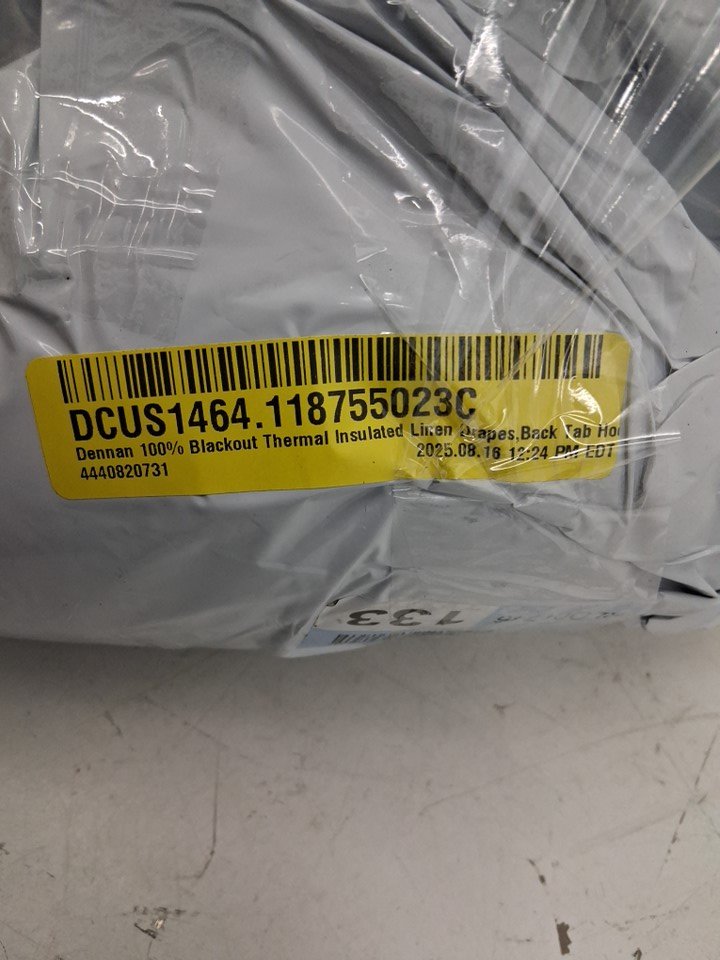 DCUS1464.118755023C
Dennan 100% Blackout Thermal Insulated Linen Drapes,Back Tab
2025.08.16 12:24 PM EDT
4440820731
133